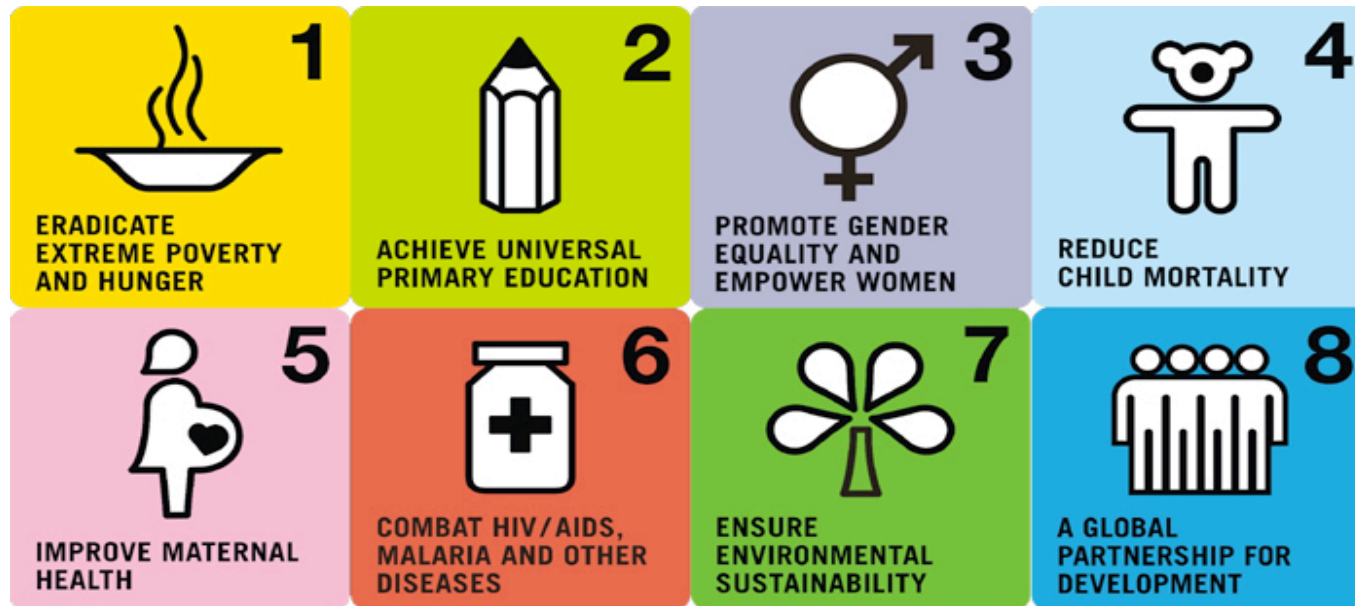 1
ERADICATE
EXTREME POVERTY
AND HUNGER
2
ACHIEVE UNIVERSAL
PRIMARY EDUCATION
3
PROMOTE GENDER
EQUALITY AND
EMPOWER WOMEN
4
REDUCE
CHILD MORTALITY
5
IMPROVE MATERNAL
HEALTH
6
COMBAT HIV/AIDS,
MALARIA AND OTHER
DISEASES
7
ENSURE
ENVIRONMENTAL
SUSTAINABILITY
8
A GLOBAL
PARTNERSHIP FOR
DEVELOPMENT